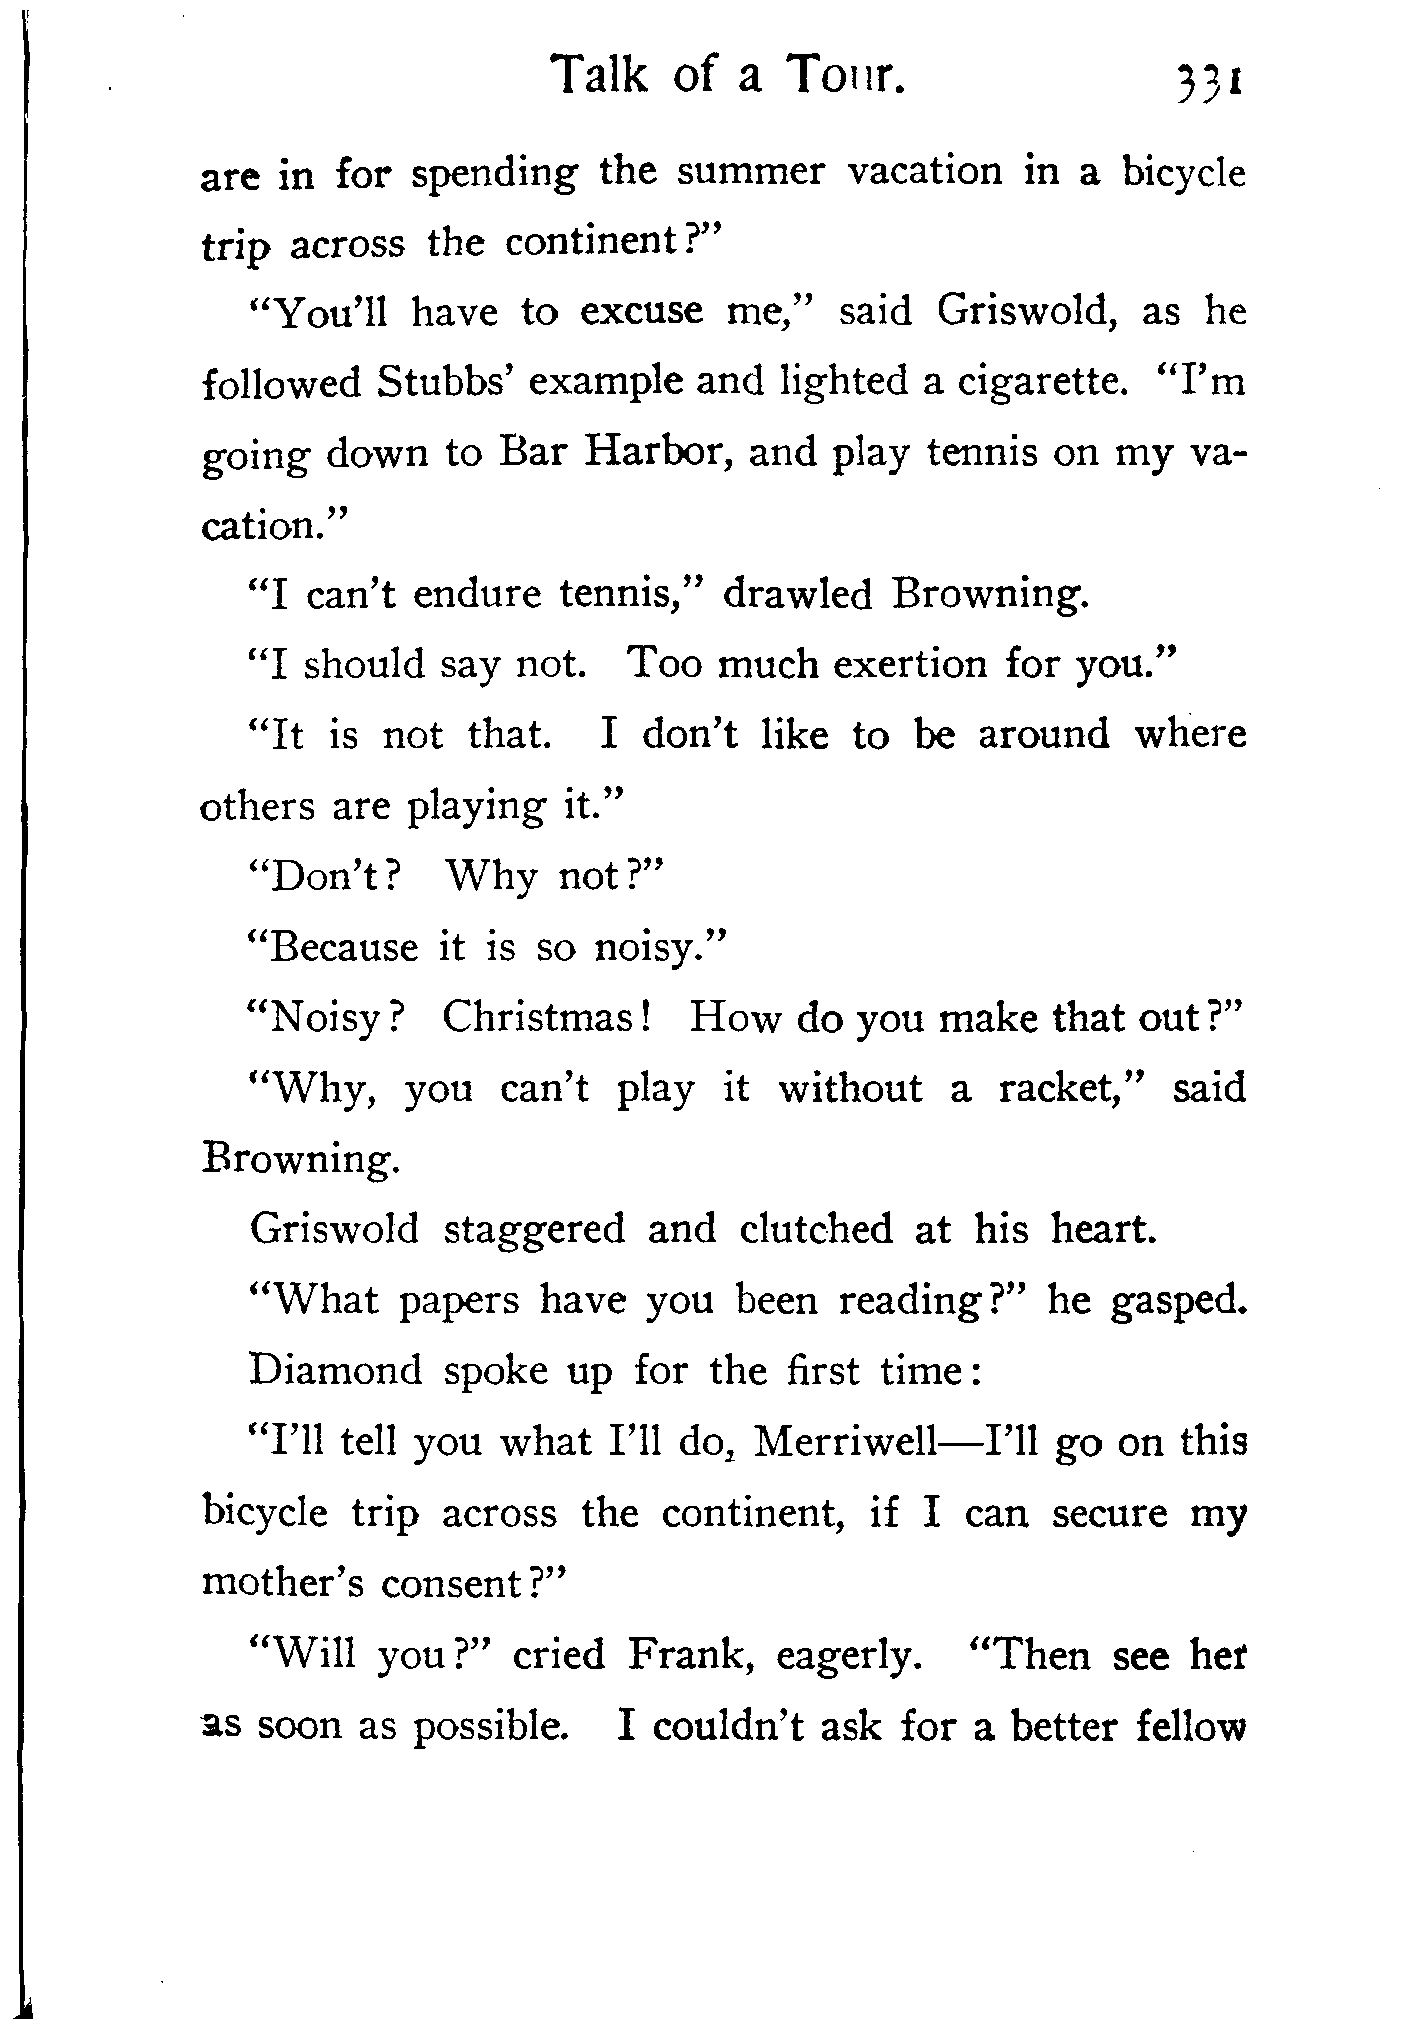 Talk of a Tour. 331
are in for spending the summer vacation in a bicycle
trip across the continent?”
“You’ll have to excuse me,” said Griswold, as he
followed Stubbs’ example and lighted a cigarette. “I’m
going down to Bar Harbor, and play tennis on my va-
cation.”
“I can’t endure tennis,” drawled Browning.
“I should say not. Too much exertion for you.”
“It is not that. I don’t like to be around where
others are playing it.”
“Don’t? Why not?”
“Because it is so noisy.”
“Noisy? Christmas! How do you make that out?”
“Why, you can’t play it without a racket,” said
Browning.
Griswold staggered and clutched at his heart.
“What papers have you been reading?” he gasped.
Diamond spoke up for the first time:
“I’ll tell you what I’ll do, Merriwell—I’ll go on this
bicycle trip across the continent, if I can secure my
mother’s consent?”
“Will you?” cried Frank, eagerly. “Then see her
as soon as possible. I couldn’t ask for a better fellow